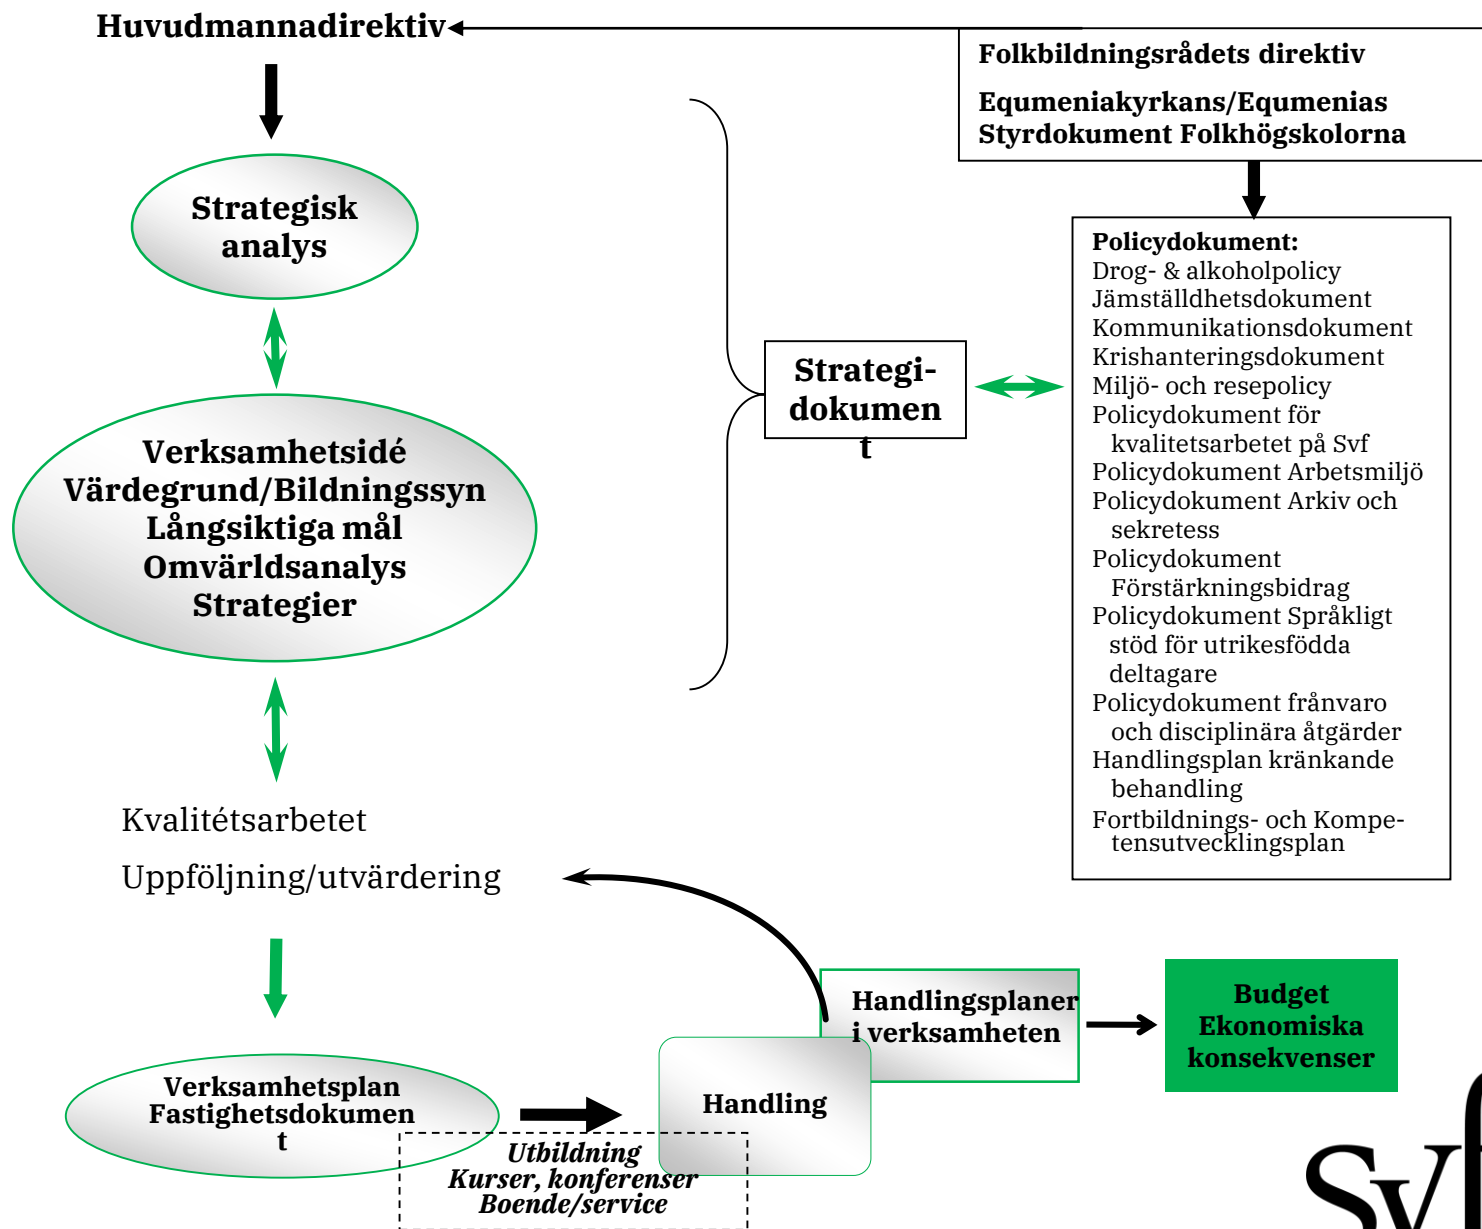 Huvudmannadirektiv
Folkbildningsrådets direktiv
Equmeniakyrkans/Equmenias
Styrdokument Folkhögskolorna
Strategisk
analys
Verksamhetsidé
Värdegrund/Bildningssyn
Långsiktiga mål
Omvärldsanalys
Strategier
Strategi-
dokumen
t
Policydokument:
Drog- & alkoholpolicy
Jämställdhetsdokument
Kommunikationsdokument
Krishanteringsdokument
Miljö- och resepolicy
Policydokument för
kvalitetsarbetet på Svf
Policydokument Arbetsmiljö
Policydokument Arkiv och
sekretess
Policydokument
Förstärkningsbidrag
Policydokument Språkligt
stöd för utrikesfödda
deltagare
Policydokument frånvaro
och disciplinära åtgärder
Handlingsplan kränkande
behandling
Fortbildnings- och Kompe-
tensutvecklingsplan
Kvalitétsarbetet
Uppföljning/utvärdering
Handlingsplaner
i verksamheten
Budget
Ekonomiska
konsekvenser
Verksamhetsplan
Fastighetsdokumen
t
Handling
Utbildning
Kurser, konferenser
Boende/service
Svf